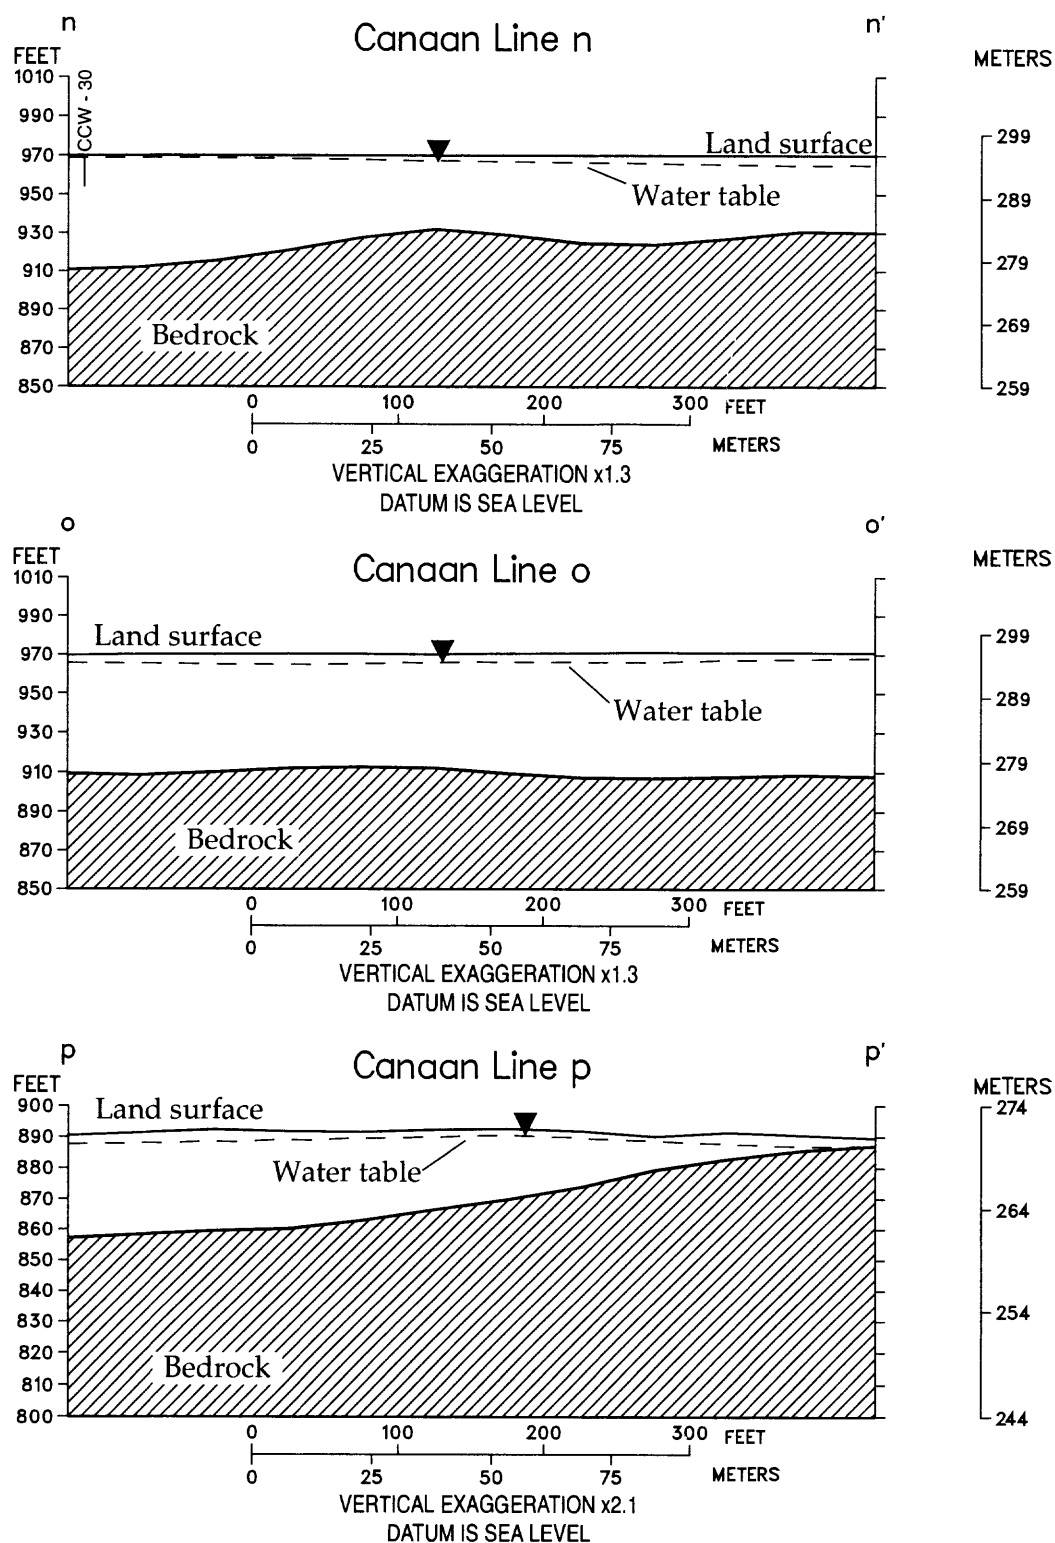 n n'
Canaan Line n
FEET METERS
1010
990
970
950
930
910
890
870
850
CCW - 30
Land surface
Water table
Bedrock
299
289
279
269
259
0 100 200 300 FEET
0 25 50 75 METERS
VERTICAL EXAGGERATION x1.3
DATUM IS SEA LEVEL
o o'
Canaan Line o
FEET METERS
1010
990
970
950
930
910
890
870
850
Land surface
Water table
Bedrock
299
289
279
269
259
0 100 200 300 FEET
0 25 50 75 METERS
VERTICAL EXAGGERATION x1.3
DATUM IS SEA LEVEL
p p'
Canaan Line p
FEET METERS
900
890
880
870
860
850
840
830
820
810
800
Land surface
Water table
Bedrock
274
264
254
244
0 100 200 300 FEET
0 25 50 75 METERS
VERTICAL EXAGGERATION x2.1
DATUM IS SEA LEVEL